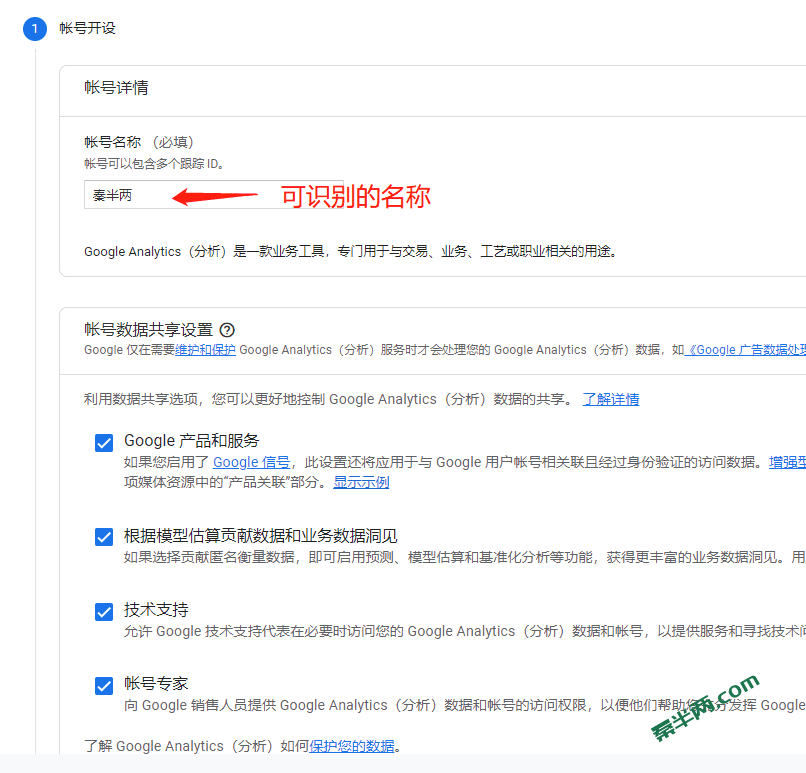 1 帐号开设
帐号详情
帐号名称 （必填）
帐号可以包含多个跟踪 ID。
秦半两
可识别的名称
Google Analytics（分析）是一款业务工具，专门用于与交易、业务、工艺或职业相关的用途。
帐号数据共享设置 ?
Google 仅在需要维护和保护 Google Analytics（分析）服务时才会处理您的 Google Analytics（分析）数据，如《Google 广告数据处理
利用数据共享选项，您可以更好地控制 Google Analytics（分析）数据的共享。 了解详情
Google 产品和服务
如果您启用了 Google 信号，此设置还将应用于与 Google 用户帐号相关联且经过身份验证的访问数据。增强型
项媒体资源中的“产品关联”部分。显示示例
根据模型估算贡献数据和业务数据洞见
如果选择贡献匿名衡量数据，即可启用预测、模型估算和基准化分析等功能，获得更丰富的业务数据洞见。用
技术支持
允许 Google 技术支持代表在必要时访问您的 Google Analytics（分析）数据和帐号，以提供服务和寻找技术问
帐号专家
向 Google 销售人员提供 Google Analytics（分析）数据和帐号的访问权限，以便他们帮助您充分发挥 Google
秦半两.com
了解 Google Analytics（分析）如何保护您的数据。